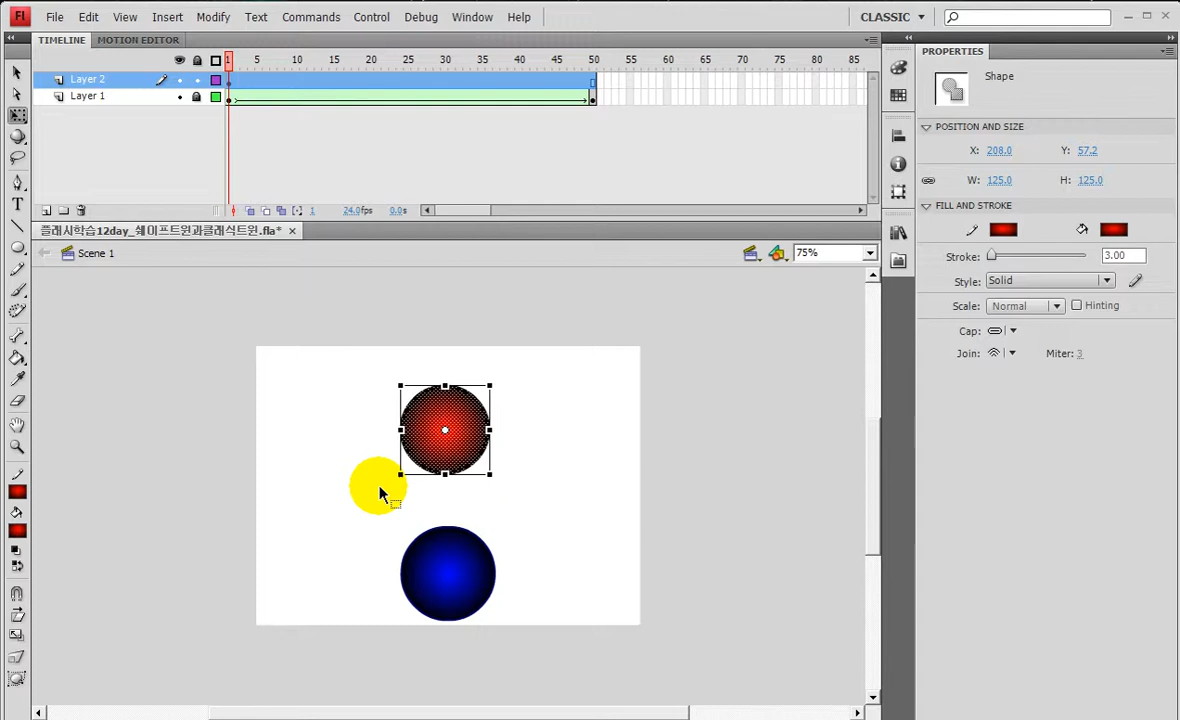 Fl File Edit View Insert Modify Text Commands Control Debug Window Help CLASSIC
TIMELINE MOTION EDITOR
PROPERTIES
1 5 10 15 20 25 30 35 40 45 50 55 60 65 70 75 80 85
Layer 2
Layer 1
Shape
POSITION AND SIZE
X: 208.0 Y: 57.2
W: 125.0 H: 125.0
1 24.0fps 0.0s
FILL AND STROKE
플래시학습12day_쉐이프트윈과클래식트윈.fla*
Scene 1
75%
Stroke: 3.00
Style: Solid
Scale: Normal Hinting
Cap:
Join: Miter: 3